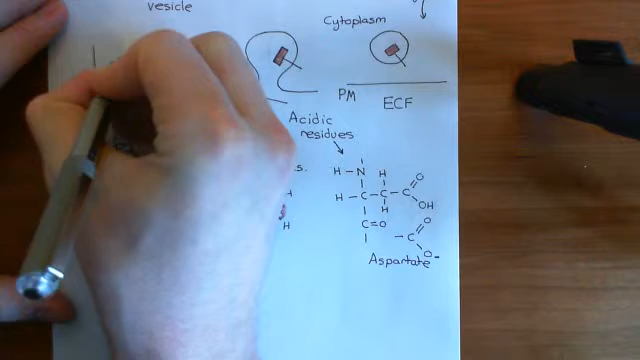 vesicle
Cytoplasm
PM
ECF
Acidic
residues
s.
H-N H O
H-C-C-C
H OH
H
C=O O
-C
O-
Aspartate